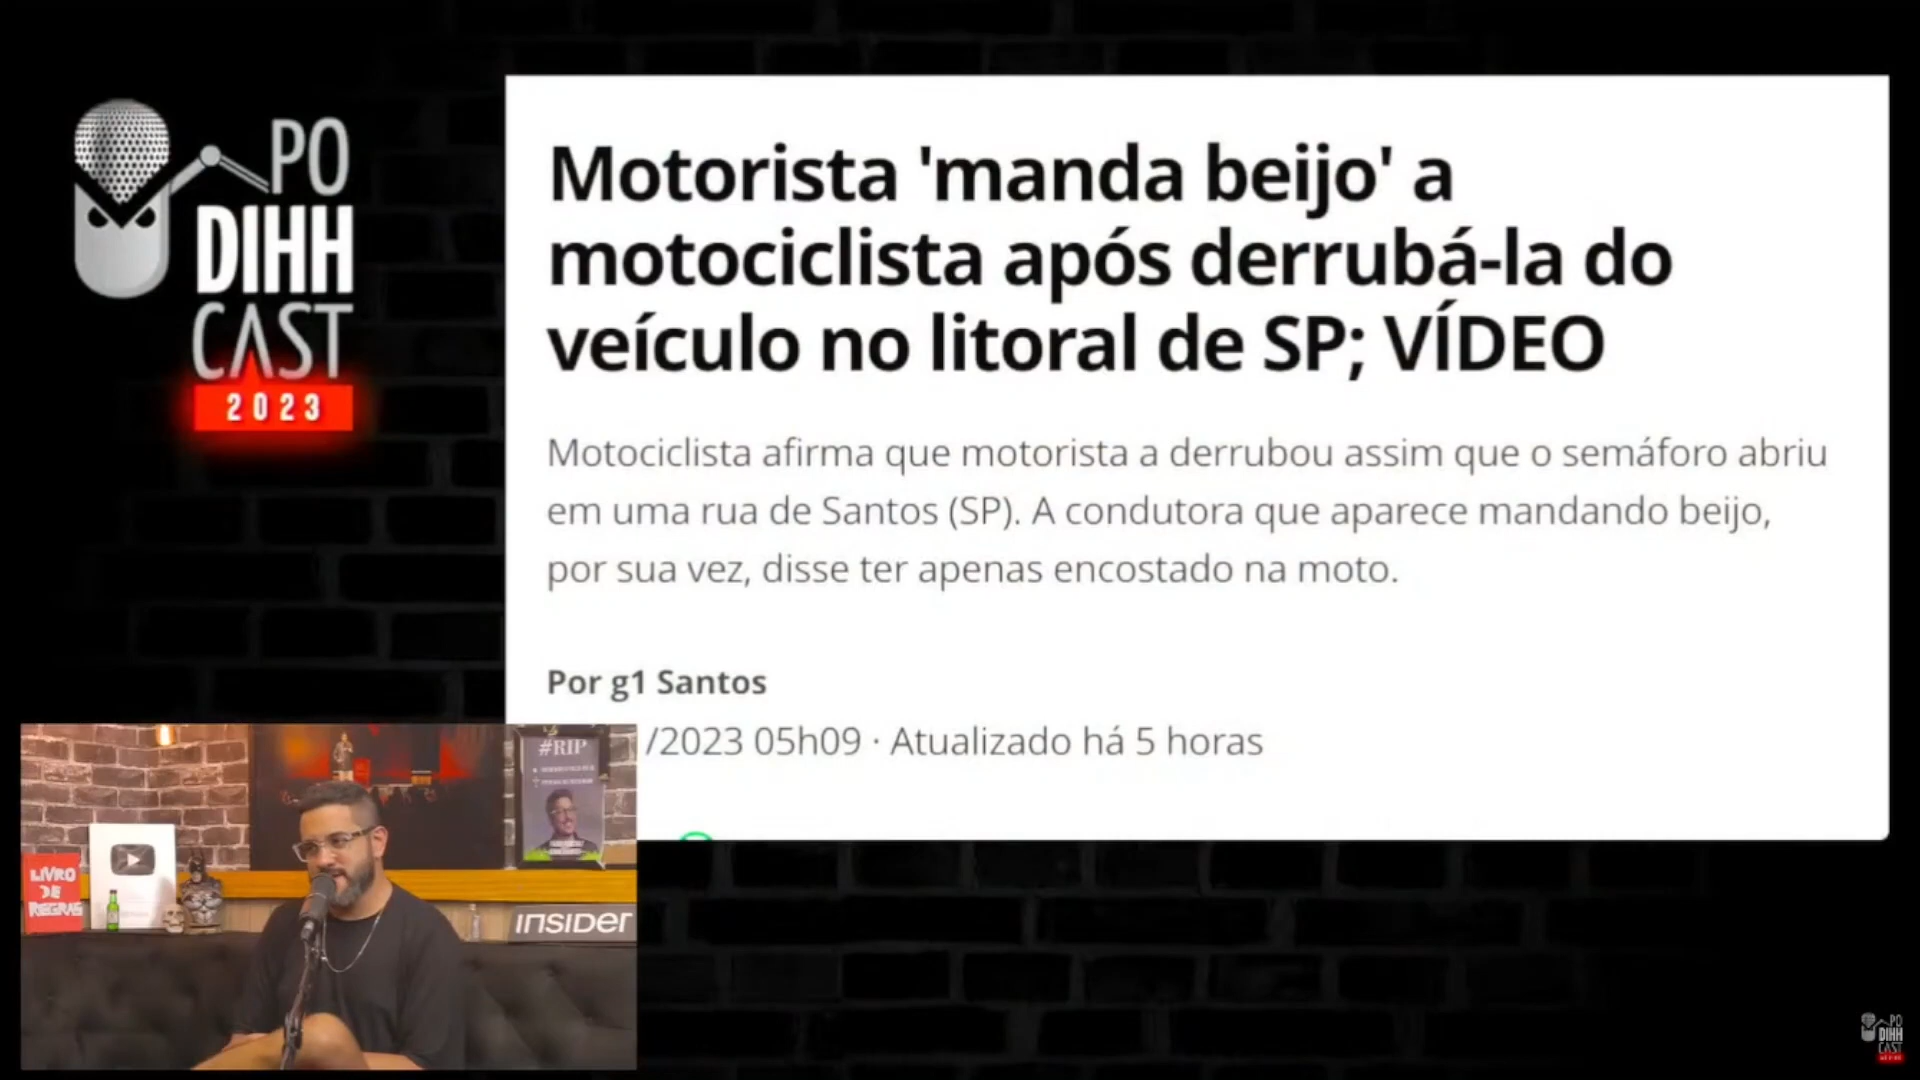 PO
DIHH
CAST
2023
Motorista 'manda beijo' a
motociclista após derrubá-la do
veículo no litoral de SP; VÍDEO
Motociclista afirma que motorista a derrubou assim que o semáforo abriu
em uma rua de Santos (SP). A condutora que aparece mandando beijo,
por sua vez, disse ter apenas encostado na moto.
Por g1 Santos
/2023 05h09 · Atualizado há 5 horas
#RIP
LIVRO
DE
REGRAS
INSIDER
PO
DIHH
CAST